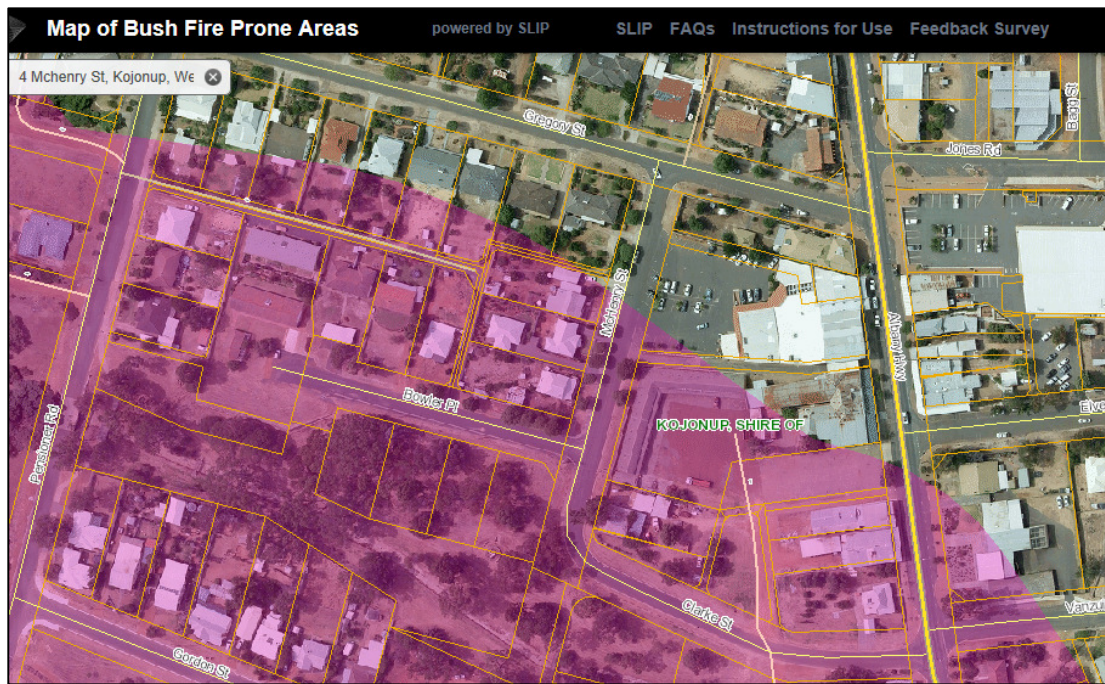 Map of Bush Fire Prone Areas
powered by SLIP
SLIP FAQs Instructions for Use Feedback Survey
4 Mchenry St, Kojonup, We
Gregory St
Bagg St
Jones Rd
McHenry St
Albany Hwy
Bowler Pl
KOJONUP, SHIRE OF
Elve
Pensioner Rd
1
Clarke St
Vanzu
Gordon St